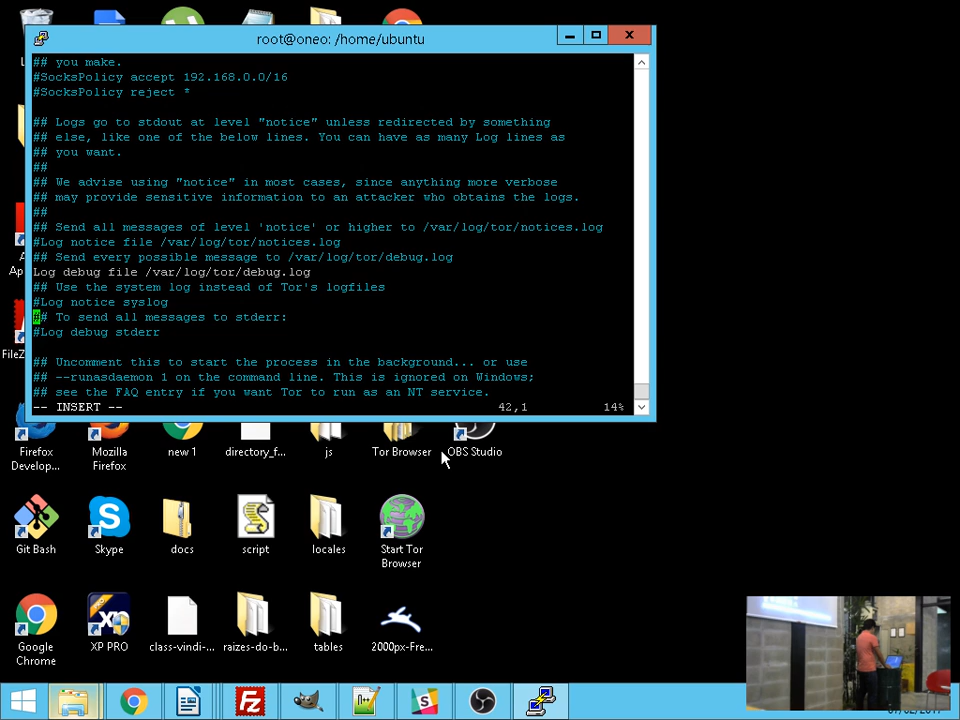 root@oneo: /home/ubuntu
## you make.
#SocksPolicy accept 192.168.0.0/16
#SocksPolicy reject *
## Logs go to stdout at level "notice" unless redirected by something
## else, like one of the below lines. You can have as many Log lines as
## you want.
##
## We advise using "notice" in most cases, since anything more verbose
## may provide sensitive information to an attacker who obtains the logs.
##
## Send all messages of level 'notice' or higher to /var/log/tor/notices.log
#Log notice file /var/log/tor/notices.log
## Send every possible message to /var/log/tor/debug.log
Log debug file /var/log/tor/debug.log
## Use the system log instead of Tor's logfiles
#Log notice syslog
## To send all messages to stderr:
#Log debug stderr
## Uncomment this to start the process in the background... or use
## --runasdaemon 1 on the command line. This is ignored on Windows;
## see the FAQ entry if you want Tor to run as an NT service.
-- INSERT -- 42,1 14%
Firefox Develop...
Mozilla Firefox
new 1
directory_f...
js
Tor Browser
OBS Studio
Git Bash
Skype
docs
script
locales
Start Tor Browser
Google Chrome
XP PRO
class-vindi-...
raizes-do-b...
tables
2000px-Fre...